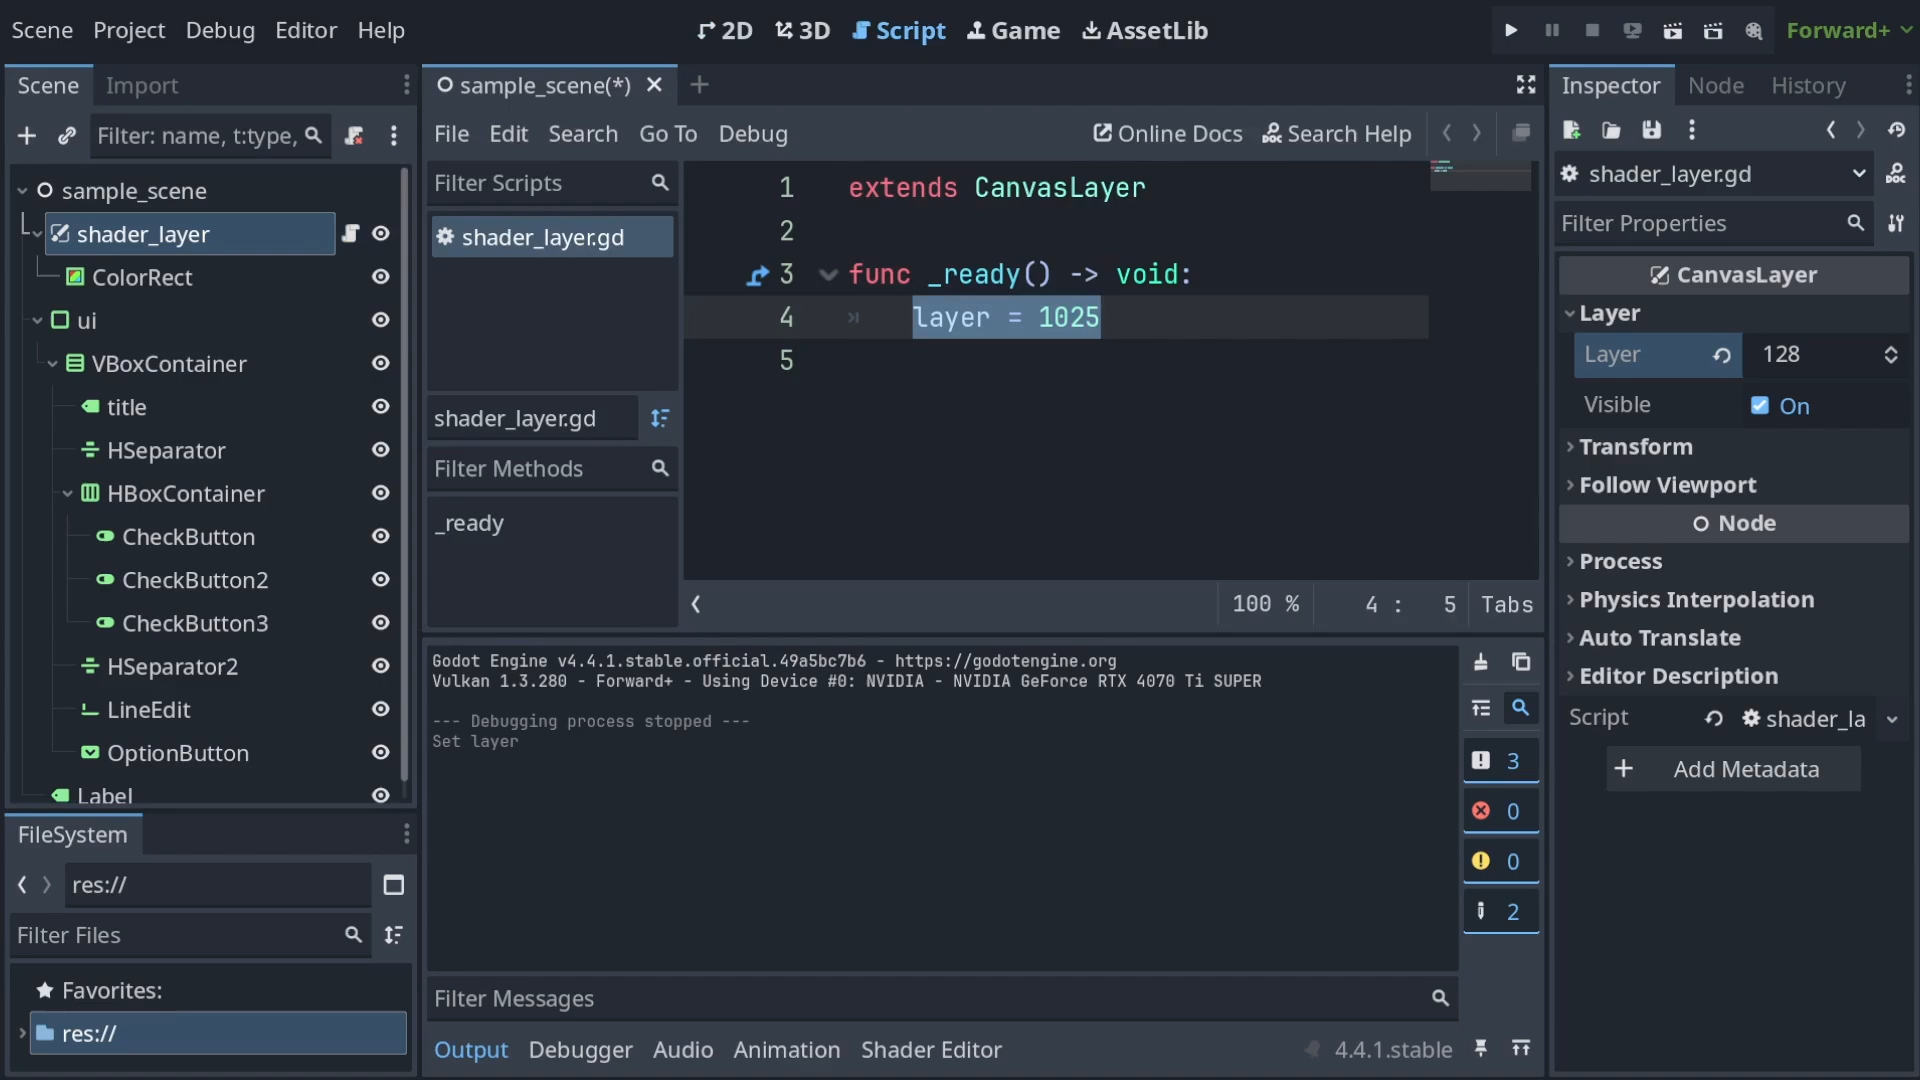 Scene Project Debug Editor Help
2D 3D Script Game AssetLib
Forward+
Scene Import
Filter: name, t:type,
sample_scene
shader_layer
ColorRect
ui
VBoxContainer
title
HSeparator
HBoxContainer
CheckButton
CheckButton2
CheckButton3
HSeparator2
LineEdit
OptionButton
Label
FileSystem
res://
Filter Files
Favorites:
res://
sample_scene(*)
File Edit Search Go To Debug
Online Docs Search Help
Filter Scripts
shader_layer.gd
shader_layer.gd
Filter Methods
_ready
1 extends CanvasLayer
2
3 func _ready() -> void:
4 layer = 1025
5
100 % 4 : 5 Tabs
Godot Engine v4.4.1.stable.official.49a5bc7b6 - https://godotengine.org
Vulkan 1.3.280 - Forward+ - Using Device #0: NVIDIA - NVIDIA GeForce RTX 4070 Ti SUPER
--- Debugging process stopped ---
Set layer
3
0
0
2
Filter Messages
Output Debugger Audio Animation Shader Editor
4.4.1.stable
Inspector Node History
shader_layer.gd
Filter Properties
CanvasLayer
Layer
Layer 128
Visible On
Transform
Follow Viewport
Node
Process
Physics Interpolation
Auto Translate
Editor Description
Script shader_la
Add Metadata